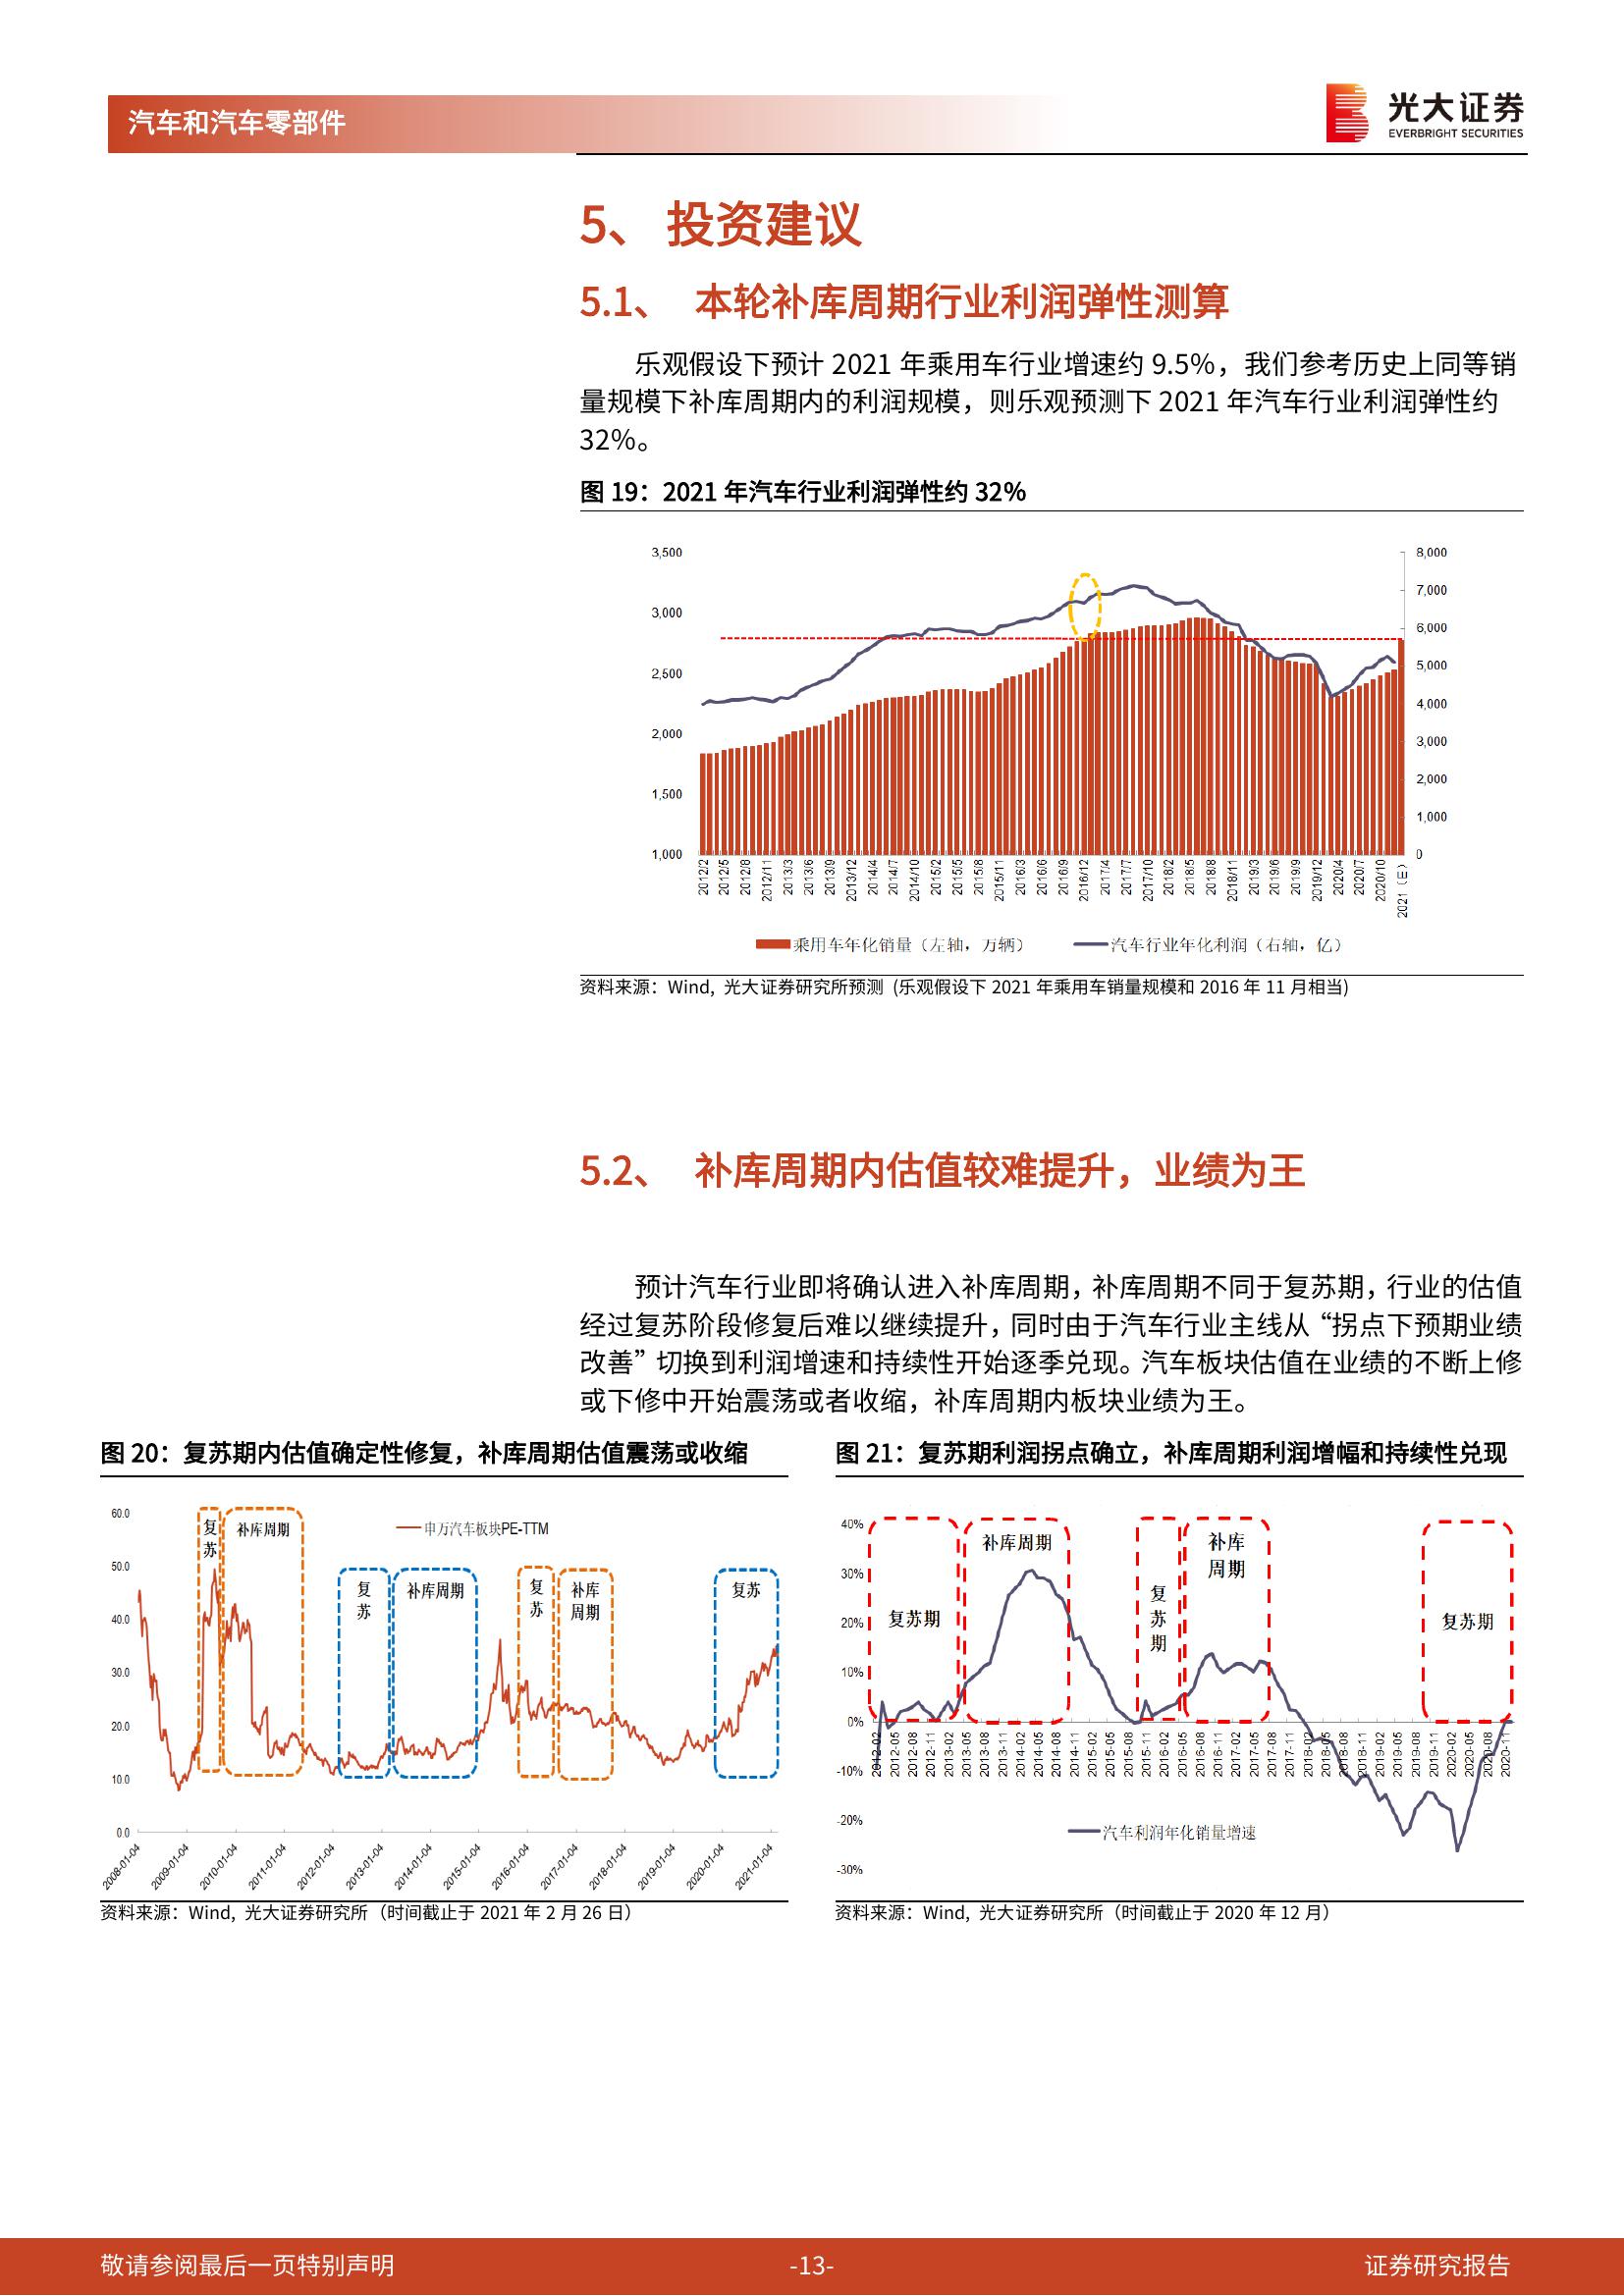 汽车和汽车零部件
光大证券
EVERBRIGHT SECURITIES
5、 投资建议
5.1、 本轮补库周期行业利润弹性测算
乐观假设下预计 2021 年乘用车行业增速约 9.5%，我们参考历史上同等销
量规模下补库周期内的利润规模，则乐观预测下 2021 年汽车行业利润弹性约
32%。
图 19：2021 年汽车行业利润弹性约 32%
3,500
3,000
2,500
2,000
1,500
1,000
8,000
7,000
6,000
5,000
4,000
3,000
2,000
1,000
0
2012/2 2012/5 2012/8 2012/11 2013/3 2013/6 2013/9 2013/12 2014/4 2014/7 2014/10 2015/2 2015/5 2015/8 2015/11 2016/3 2016/6 2016/9 2016/12 2017/4 2017/7 2017/10 2018/2 2018/5 2018/8 2018/11 2019/3 2019/6 2019/9 2019/12 2020/4 2020/7 2020/10 2021（E）
乘用车年化销量（左轴，万辆） 汽车行业年化利润（右轴，亿）
资料来源：Wind, 光大证券研究所预测 (乐观假设下 2021 年乘用车销量规模和 2016 年 11 月相当)
5.2、 补库周期内估值较难提升，业绩为王
预计汽车行业即将确认进入补库周期，补库周期不同于复苏期，行业的估值
经过复苏阶段修复后难以继续提升，同时由于汽车行业主线从“拐点下预期业绩
改善”切换到利润增速和持续性开始逐季兑现。汽车板块估值在业绩的不断上修
或下修中开始震荡或者收缩，补库周期内板块业绩为王。
图 20：复苏期内估值确定性修复，补库周期估值震荡或收缩
60.0
50.0
40.0
30.0
20.0
10.0
0.0
复
苏
补库周期
申万汽车板块PE-TTM
复
苏
补库周期
复
苏
补库
周期
复苏
2008-01-04 2009-01-04 2010-01-04 2011-01-04 2012-01-04 2013-01-04 2014-01-04 2015-01-04 2016-01-04 2017-01-04 2018-01-04 2019-01-04 2020-01-04 2021-01-04
资料来源：Wind, 光大证券研究所（时间截止于 2021 年 2 月 26 日）
图 21：复苏期利润拐点确立，补库周期利润增幅和持续性兑现
40%
30%
20%
10%
0%
-10%
-20%
-30%
复苏期
补库周期
复
苏
期
补库
周期
复苏期
2012-02 2012-05 2012-08 2012-11 2013-02 2013-05 2013-08 2013-11 2014-02 2014-05 2014-08 2014-11 2015-02 2015-05 2015-08 2015-11 2016-02 2016-05 2016-08 2016-11 2017-02 2017-05 2017-08 2017-11 2018-02 2018-05 2018-08 2018-11 2019-02 2019-05 2019-08 2019-11 2020-02 2020-05 2020-08 2020-11
汽车利润年化销量增速
资料来源：Wind, 光大证券研究所（时间截止于 2020 年 12 月）
敬请参阅最后一页特别声明
-13-
证券研究报告